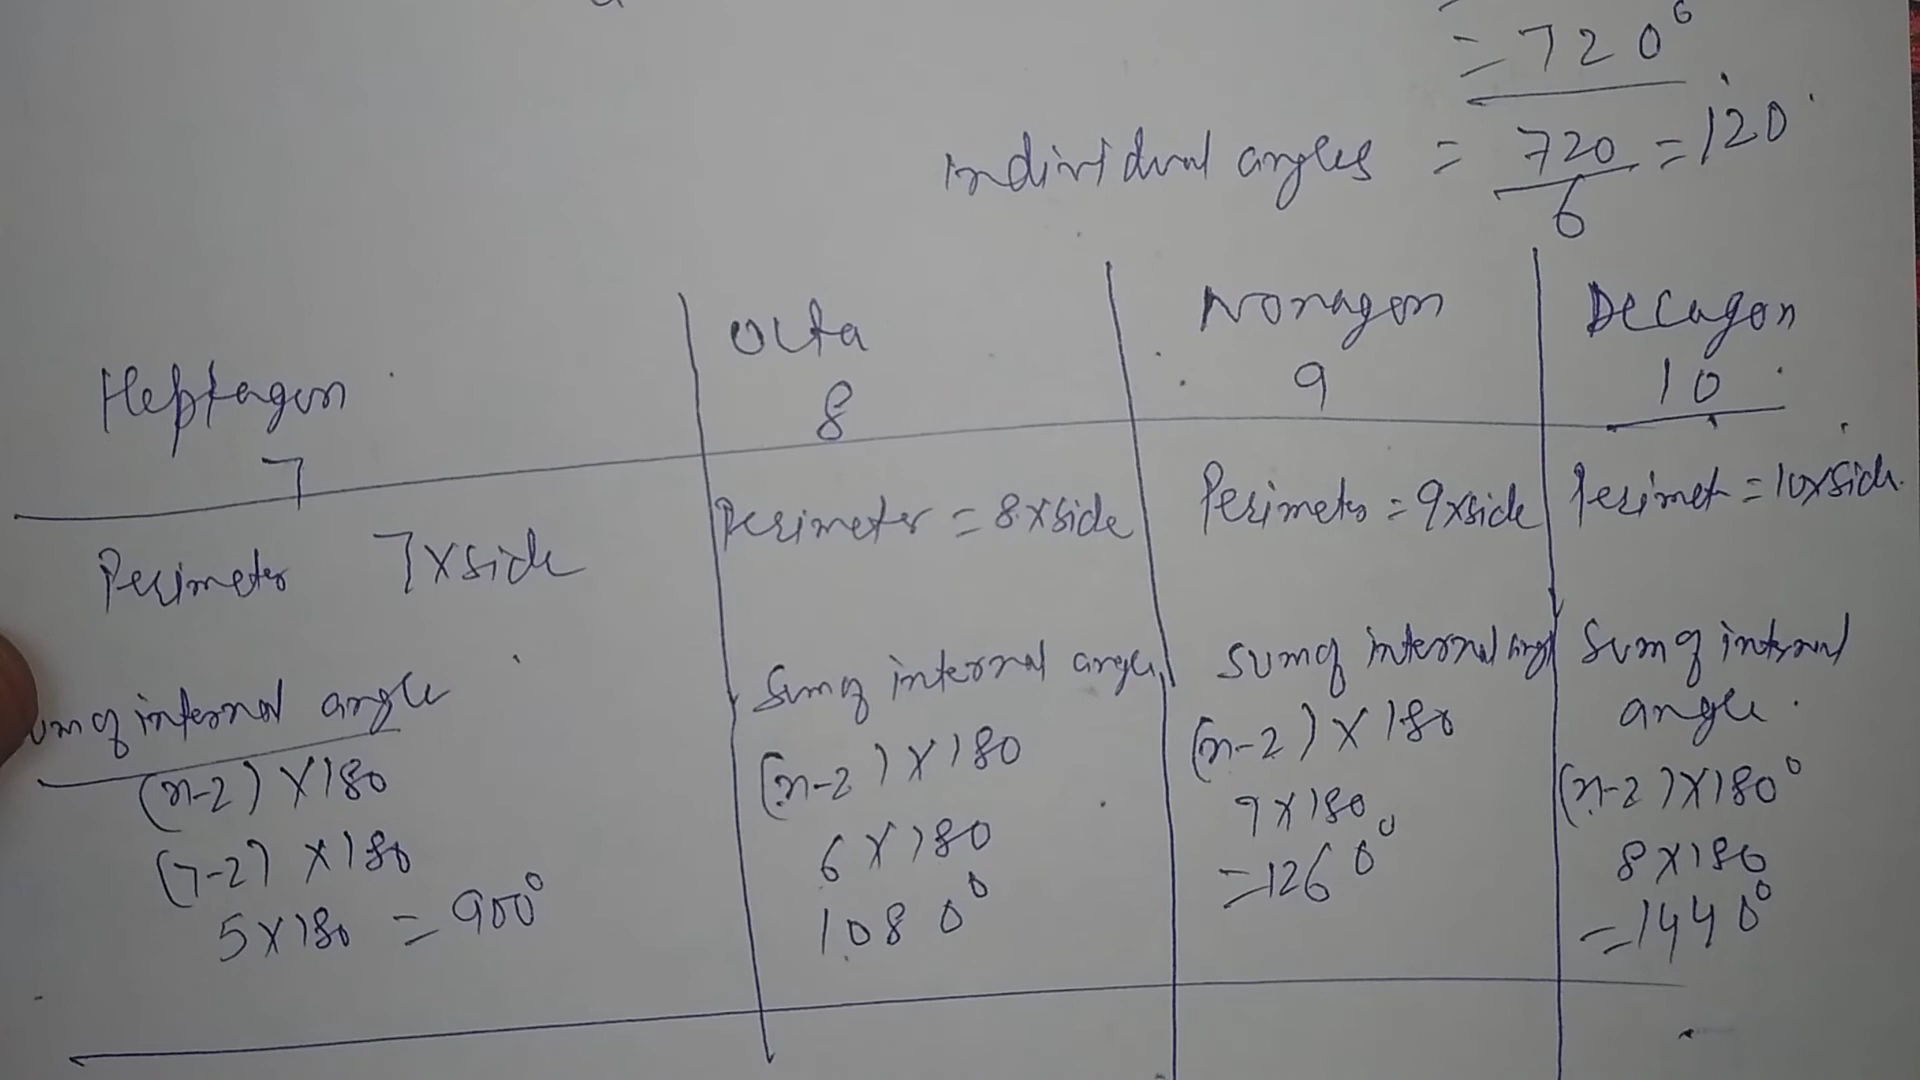 = 720°
individual angles = 720/6 = 120
Heptagon
7
Perimeter 7×side
um of internal angle
(n-2) ×180
(7-2) ×180
5×180 = 900°
Octa
8
Perimeter = 8×side
Sum of internal angle
(n-2) ×180
6×180
1080°
Nonagon
9
Perimeter = 9×side
Sum of internal angl
(n-2) × 180
7×180
=1260°
Decagon
10
Perimet = 10×side
Sum of internal
angle
(n-2)×180°
8×180
=1440°